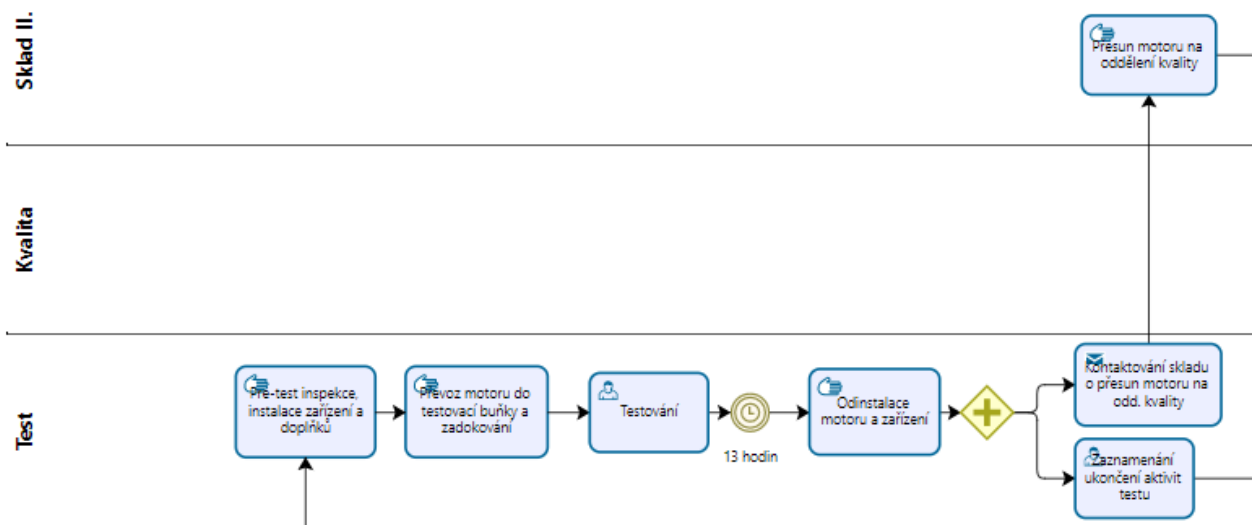 Sklad II.
Přesun motoru na
oddělení kvality
Kvalita
Test
Pre-test inspekce,
instalace zařízení a
doplňků
Převoz motoru do
testovací buňky a
zadokování
Testování
13 hodin
Odinstalace
motoru a zařízení
Kontaktování skladu
o přesun motoru na
odd. kvality
Zaznamenání
ukončení aktivit
testu